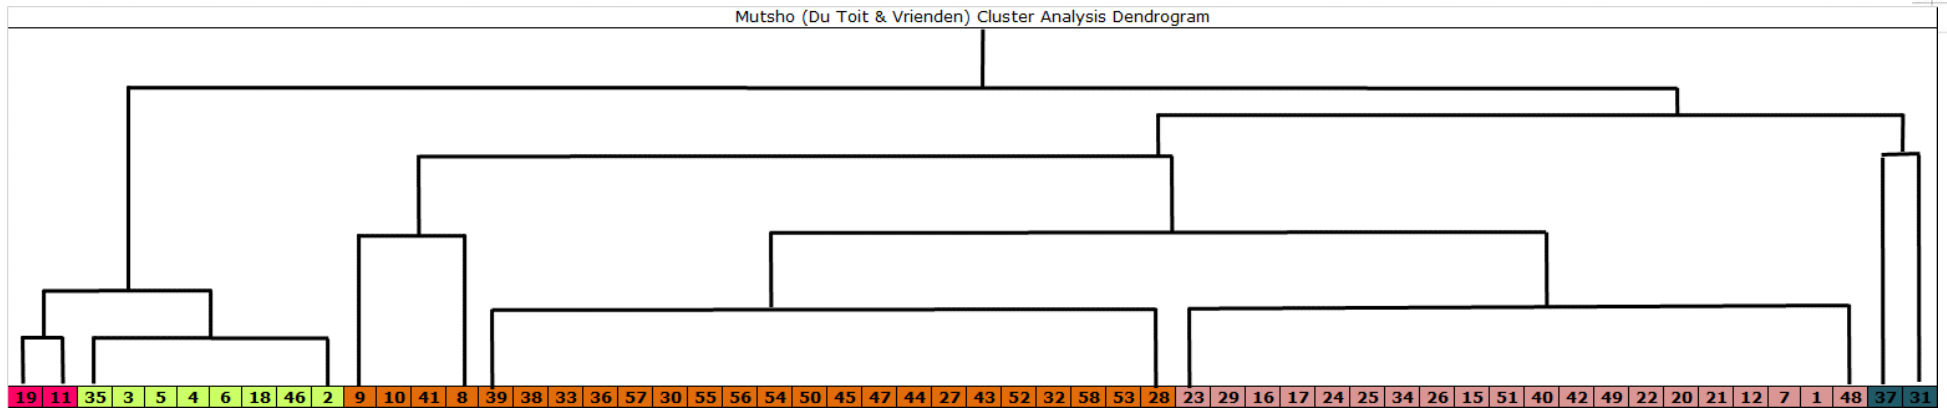 Mutsho (Du Toit & Vrienden) Cluster Analysis Dendrogram
19 11 35 3 5 4 6 18 46 2 9 10 41 8 39 38 33 36 57 30 55 56 54 50 45 47 44 27 43 52 32 58 53 28 23 29 16 17 24 25 34 26 15 51 40 42 49 22 20 21 12 7 1 48 37 31